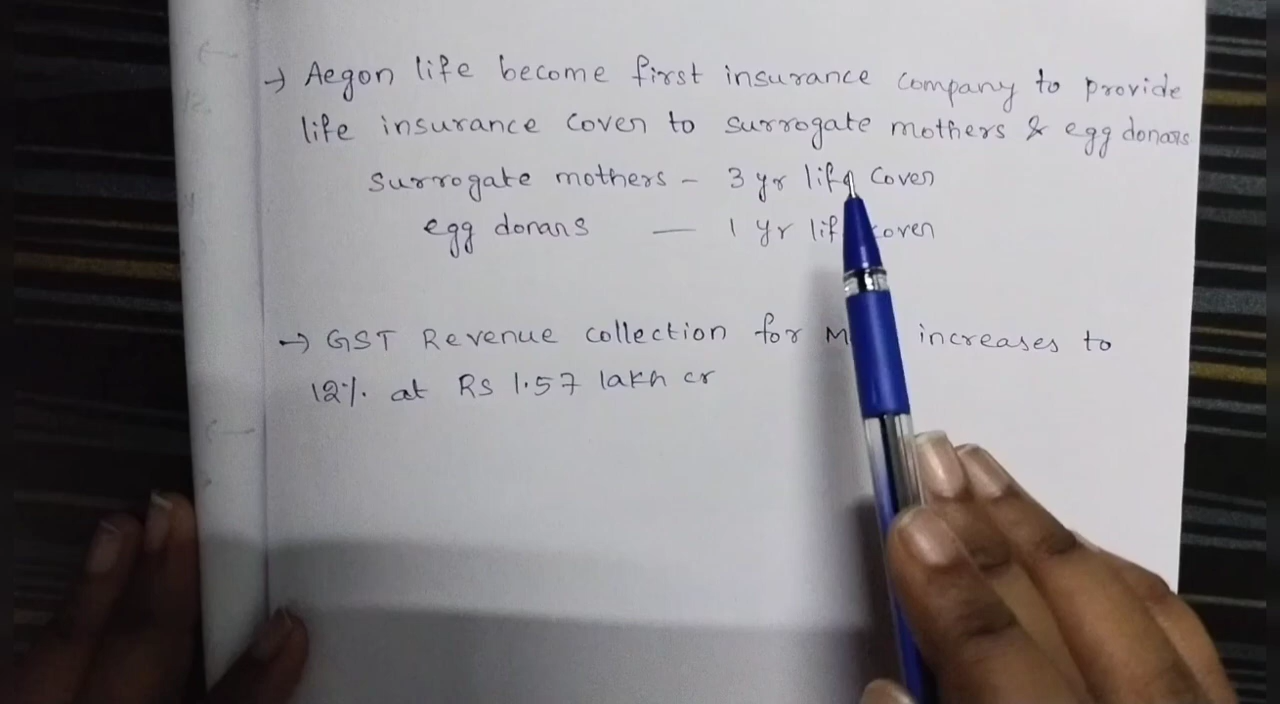 → Aegon life become first insurance company to provide
life insurance cover to surrogate mothers & egg donars
surrogate mothers - 3 yr life cover
egg donars — 1 yr life cover
→ GST Revenue collection for increases to
12%. at Rs 1.57 lakh cr